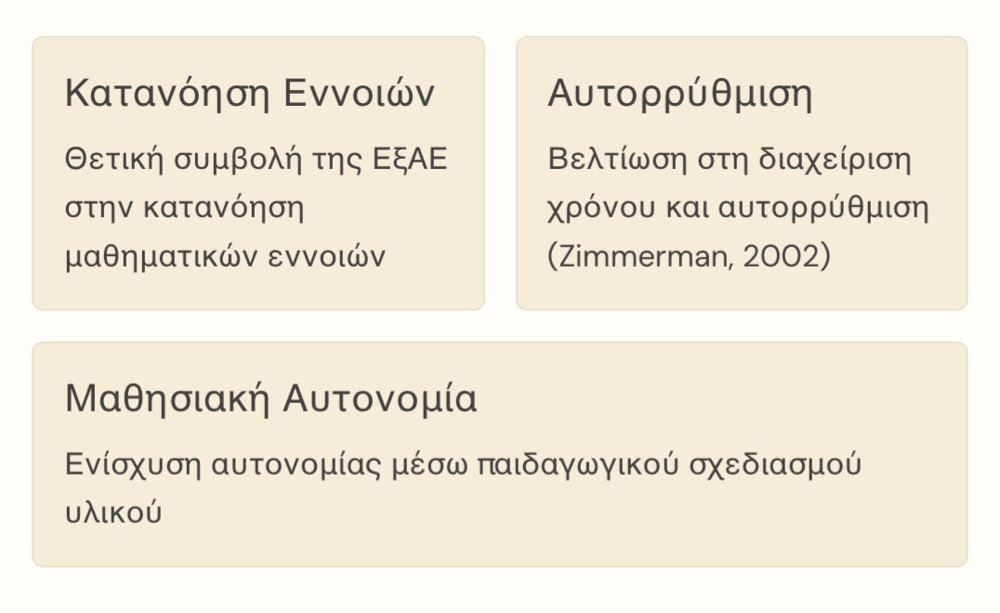 Κατανόηση Εννοιών
Θετική συμβολή της ΕξΑΕ
στην κατανόηση
μαθηματικών εννοιών
Αυτορρύθμιση
Βελτίωση στη διαχείριση
χρόνου και αυτορρύθμιση
(Zimmerman, 2002)
Μαθησιακή Αυτονομία
Ενίσχυση αυτονομίας μέσω παιδαγωγικού σχεδιασμού
υλικού